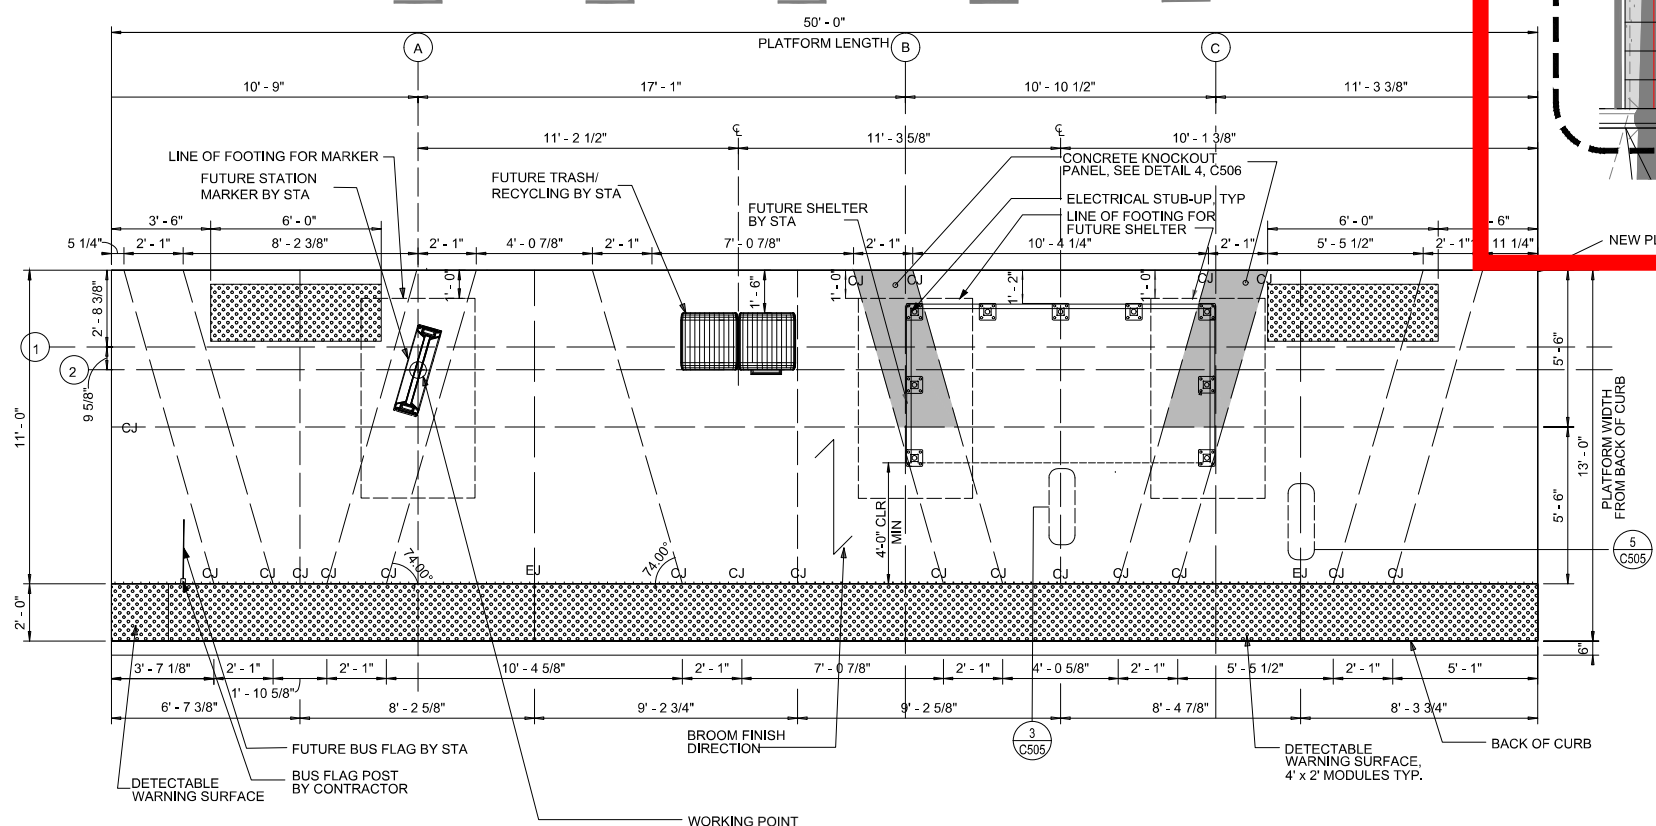 50' - 0"
PLATFORM LENGTH
A
B
C
10' - 9"
17' - 1"
10' - 10 1/2"
11' - 3 3/8"
11' - 2 1/2"
11' - 3 5/8"
10' - 1 3/8"
LINE OF FOOTING FOR MARKER
FUTURE STATION
MARKER BY STA
FUTURE TRASH/
RECYCLING BY STA
FUTURE SHELTER
BY STA
CONCRETE KNOCKOUT
PANEL, SEE DETAIL 4, C506
ELECTRICAL STUB-UP, TYP
LINE OF FOOTING FOR
FUTURE SHELTER
3' - 6"
6' - 0"
6' - 0"
- 6"
NEW PL
5 1/4"
2' - 1"
8' - 2 3/8"
2' - 1"
4' - 0 7/8"
2' - 1"
7' - 0 7/8"
2' - 1"
10' - 4 1/4"
2' - 1"
5' - 5 1/2"
2' - 1"
11 1/4"
2' - 8 3/8"
1' - 0"
1' - 6"
1' - 0"
CJ
CJ
1' - 2"
1' - 0"
CJ
CJ
1
2
9 5/8"
11' - 0"
CJ
5' - 6"
5' - 6"
PLATFORM WIDTH
FROM BACK OF CURB
13' - 0"
4'-0" CLR
MIN
5
C505
CJ
CJ
CJ
CJ
CJ
74.00°
EJ
74.00°
CJ
CJ
CJ
CJ
CJ
CJ
CJ
CJ
EJ
CJ
CJ
2' - 0"
6"
3' - 7 1/8"
2' - 1"
2' - 1"
10' - 4 5/8"
2' - 1"
7' - 0 7/8"
2' - 1"
4' - 0 5/8"
2' - 1"
5' - 5 1/2"
2' - 1"
5' - 1"
1' - 10 5/8"
6' - 7 3/8"
8' - 2 5/8"
9' - 2 3/4"
9' - 2 5/8"
8' - 4 7/8"
8' - 3 3/4"
FUTURE BUS FLAG BY STA
BROOM FINISH
DIRECTION
3
C505
DETECTABLE
WARNING SURFACE,
4' x 2' MODULES TYP.
BACK OF CURB
DETECTABLE
WARNING SURFACE
BUS FLAG POST
BY CONTRACTOR
WORKING POINT